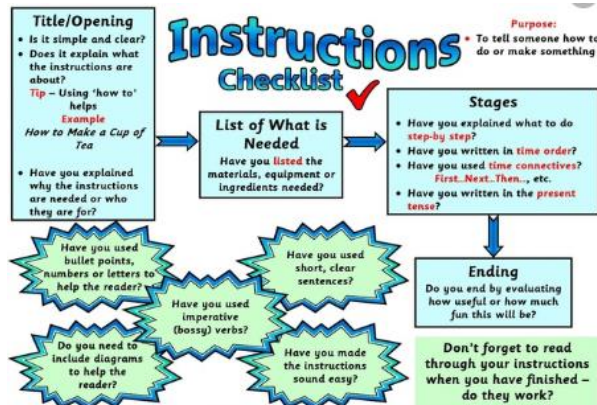 Instructions
Checklist
Purpose:
• To tell someone how to
do or make something
Title/Opening
• Is it simple and clear?
• Does it explain what
the instructions are
about?
Tip – Using 'how to'
helps
Example
How to Make a Cup of
Tea
• Have you explained
why the instructions
are needed or who
they are for?
List of What is
Needed
Have you listed the
materials, equipment or
ingredients needed?
Stages
• Have you explained what to do
step-by step?
• Have you written in time order?
• Have you used time connectives?
First..Next..Then.., etc.
• Have you written in the present
tense?
Ending
Do you end by evaluating
how useful or how much
fun this will be?
Have you used
bullet points,
numbers or letters to
help the reader?
Have you used
short, clear
sentences?
Have you used
imperative
(bossy) verbs?
Do you need to
include diagrams
to help the
reader?
Have you made
the instructions
sound easy?
Don't forget to read
through your instructions
when you have finished –
do they work?